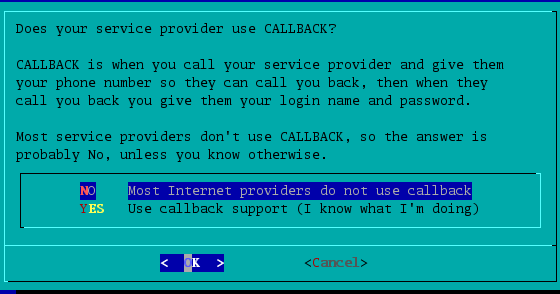 Does your service provider use CALLBACK?
CALLBACK is when you call your service provider and give them
your phone number so they can call you back, then when they
call you back you give them your login name and password.
Most service providers don't use CALLBACK, so the answer is
probably No, unless you know otherwise.
NO Most Internet providers do not use callback
YES Use callback support (I know what I'm doing)
< OK > <Cancel>